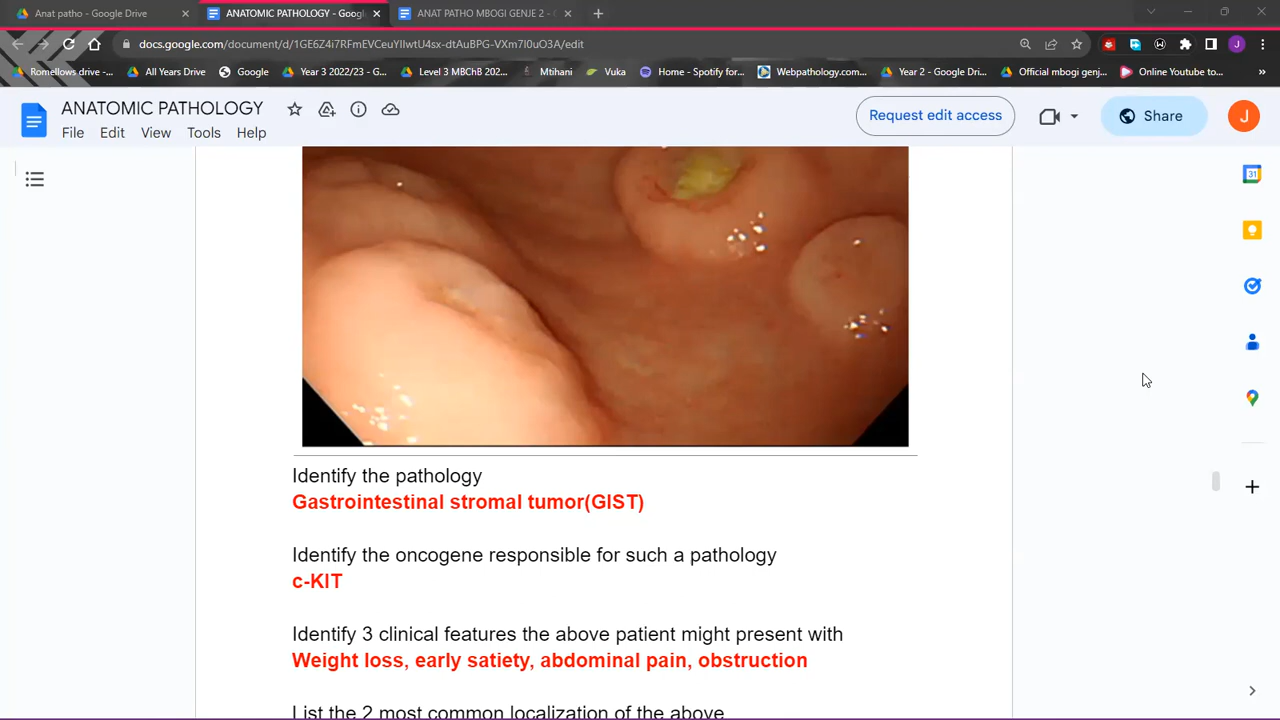 Anat patho - Google Drive
ANATOMIC PATHOLOGY - Googl
ANAT PATHO MBOGI GENJE 2 -
docs.google.com/document/d/1GE6Z4i7RFmEVCeuYIlwtU4sx-dtAuBPG-VXm7I0uO3A/edit
Romellows drive -...
All Years Drive
Google
Year 3 2022/23 - G...
Level 3 MBChB 202...
Mtihani
Vuka
Home - Spotify for...
Webpathology.com...
Year 2 - Google Dri...
Official mbogi genj...
Online Youtube to...
ANATOMIC PATHOLOGY
File Edit View Tools Help
Request edit access
Share
J
31
Identify the pathology
Gastrointestinal stromal tumor(GIST)
Identify the oncogene responsible for such a pathology
c-KIT
Identify 3 clinical features the above patient might present with
Weight loss, early satiety, abdominal pain, obstruction
List the 2 most common localization of the above